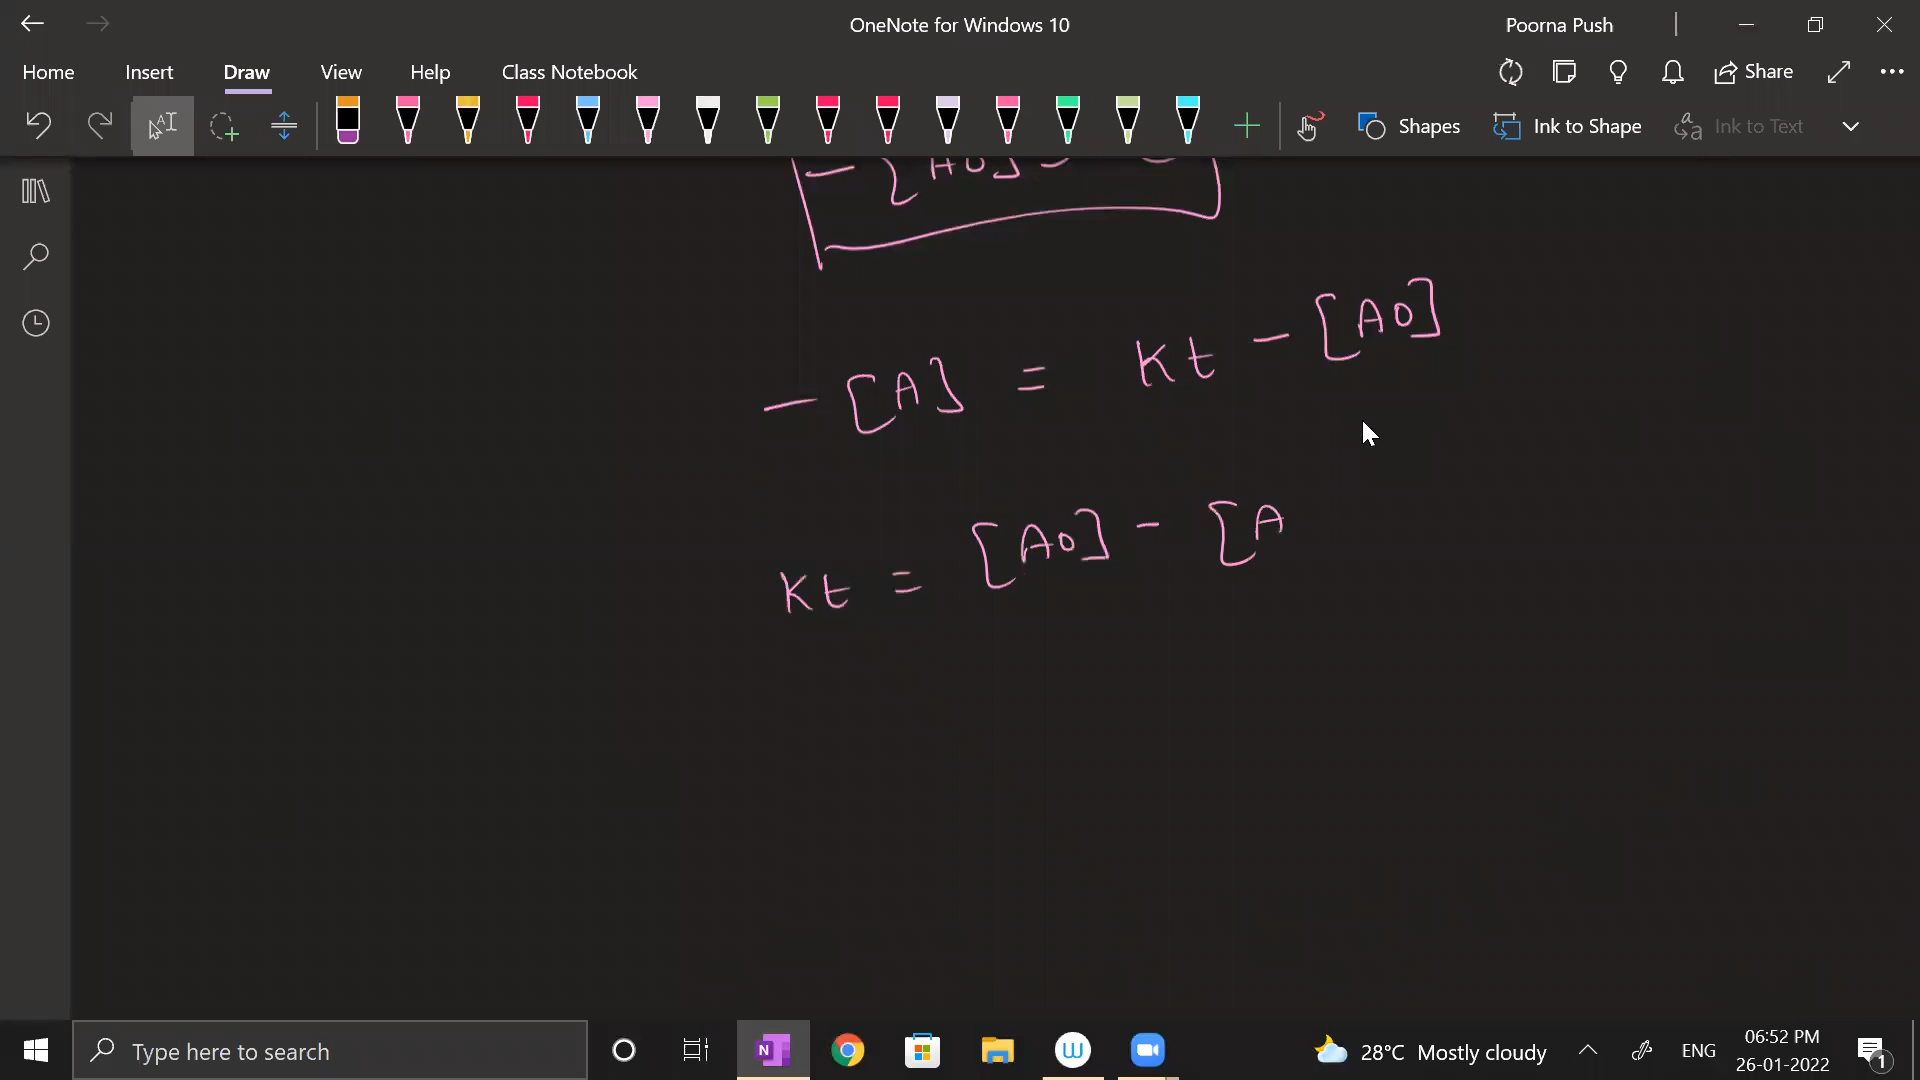 OneNote for Windows 10
Poorna Push
Home Insert Draw View Help Class Notebook
Share
Shapes Ink to Shape Ink to Text
- [A0] =
- [A] = Kt - [A0]
Kt = [A0] - [A
Type here to search
28°C Mostly cloudy
ENG
06:52 PM
26-01-2022
1